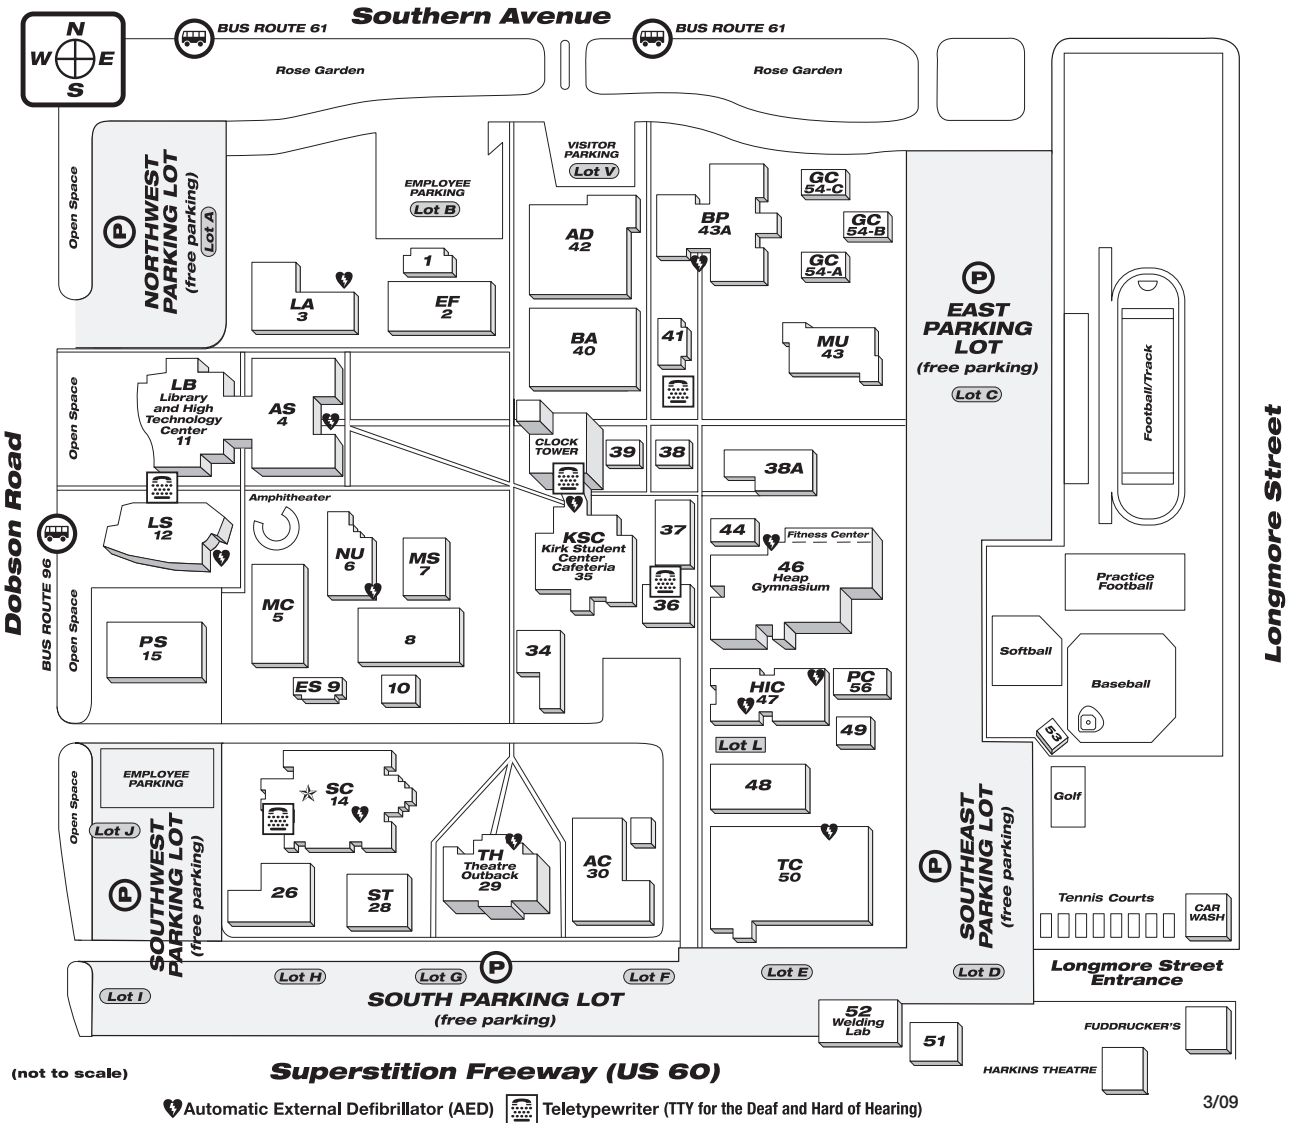 Southern Avenue
BUS ROUTE 61
BUS ROUTE 61
N
W E
S
Rose Garden
Rose Garden
Open Space
P
NORTHWEST
PARKING LOT
(free parking)
Lot A
EMPLOYEE
PARKING
Lot B
VISITOR
PARKING
Lot V
1
EF
2
LA
3
AD
42
BP
43A
GC
54-C
GC
54-B
GC
54-A
BA
40
41
MU
43
P
EAST
PARKING
LOT
(free parking)
Lot C
Football/Track
Longmore Street
Dobson Road
Open Space
LB
Library
and High
Technology
Center
11
AS
4
CLOCK
TOWER
39
38
38A
BUS ROUTE 96
Open Space
LS
12
Amphitheater
NU
6
MS
7
MC
5
8
PS
15
ES 9
10
KSC
Kirk Student
Center
Cafeteria
35
37
36
34
44
Fitness Center
46
Heap
Gymnasium
HIC
47
PC
56
49
Lot L
48
TC
50
Practice
Football
Softball
Baseball
53
Golf
Open Space
EMPLOYEE
PARKING
Lot J
P
SOUTHWEST
PARKING LOT
(free parking)
SC
14
26
ST
28
TH
Theatre
Outback
29
AC
30
P
SOUTHEAST
PARKING LOT
(free parking)
Tennis Courts
CAR
WASH
Lot I
Lot H
Lot G
P
Lot F
Lot E
Lot D
SOUTH PARKING LOT
(free parking)
Longmore Street
Entrance
52
Welding
Lab
51
FUDDRUCKER'S
HARKINS THEATRE
(not to scale)
Superstition Freeway (US 60)
Automatic External Defibrillator (AED)
Teletypewriter (TTY for the Deaf and Hard of Hearing)
3/09